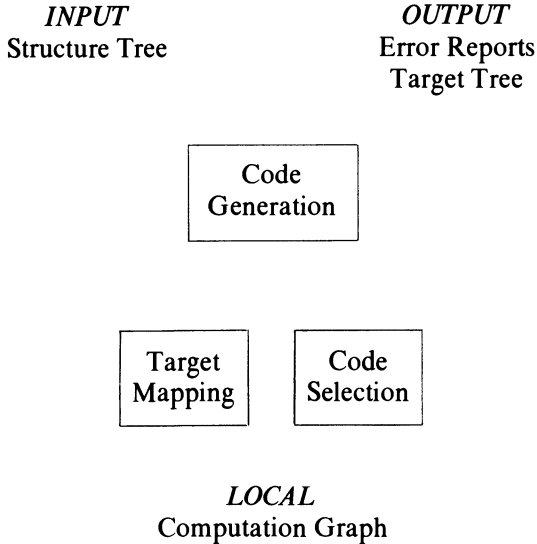 INPUT
Structure Tree
OUTPUT
Error Reports
Target Tree
Code
Generation
Target
Mapping
Code
Selection
LOCAL
Computation Graph